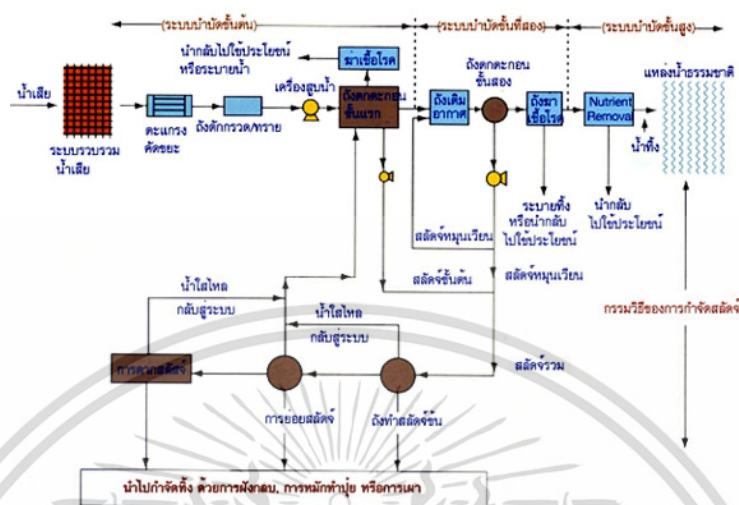 (ระบบบำบัดขั้นต้น)
(ระบบบำบัดขั้นที่สอง)
(ระบบบำบัดขั้นสูง)
นำกลับไปใช้ประโยชน์
หรือระบายน้ำ
ฆ่าเชื้อโรค
ถังตกตะกอน
ขั้นสอง
แหล่งน้ำธรรมชาติ
น้ำเสีย
เครื่องสูบน้ำ
ถังตกตะกอน
ขั้นแรก
ถังเติม
อากาศ
ถังฆ่า
เชื้อโรค
Nutrient
Removal
ระบบรวบรวม
น้ำเสีย
ตะแกรง
ดักขยะ
ถังดักกรวด/ทราย
น้ำทิ้ง
ระบายทิ้ง
หรือนำกลับ
ไปใช้ประโยชน์
นำกลับ
ไปใช้ประโยชน์
สลัดจ์หมุนเวียน
สลัดจ์ขั้นต้น
สลัดจ์หมุนเวียน
น้ำใสไหล
กลับสู่ระบบ
น้ำใสไหล
กลับสู่ระบบ
กรรมวิธีของการกำจัดสลัดจ์
การตากสลัดจ์
สลัดจ์รวม
การย่อยสลัดจ์
ถังทำสลัดจ์ข้น
นำไปกำจัดทิ้ง ด้วยการฝังกลบ, การหมักทำปุ๋ย หรือการเผา